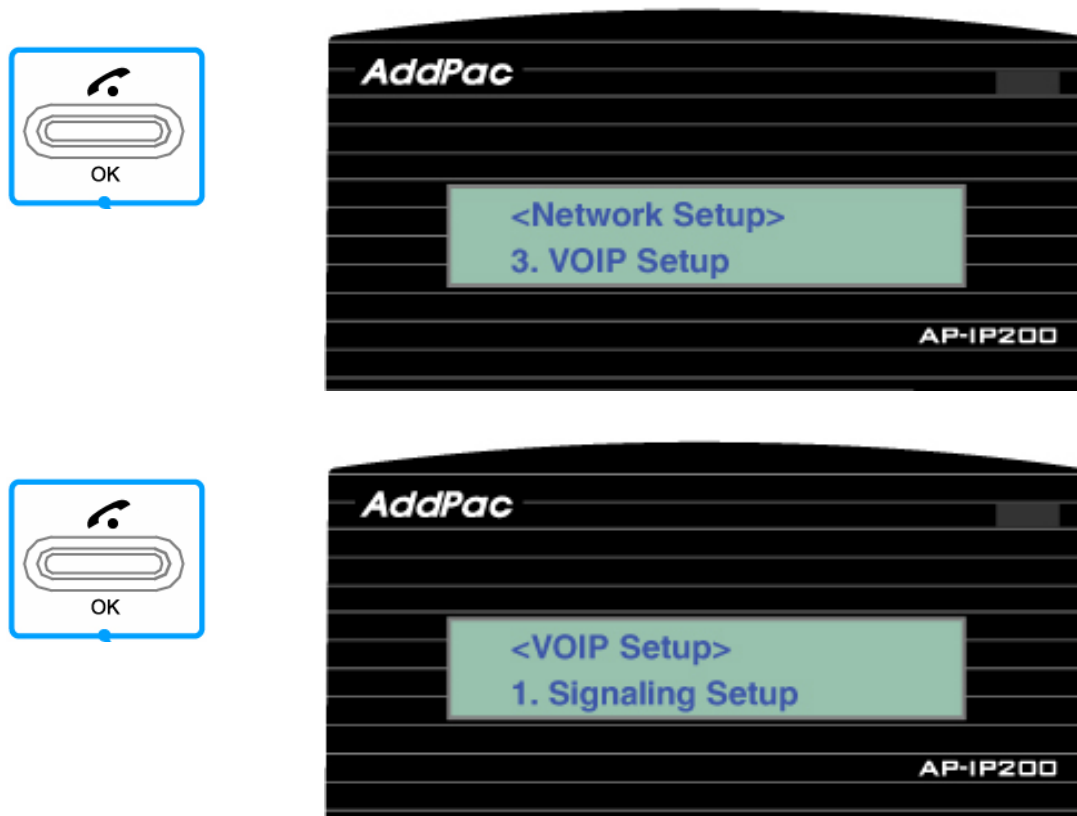 AddPac
OK
<Network Setup>
3. VOIP Setup
AP-IP200
AddPac
OK
<VOIP Setup>
1. Signaling Setup
AP-IP200